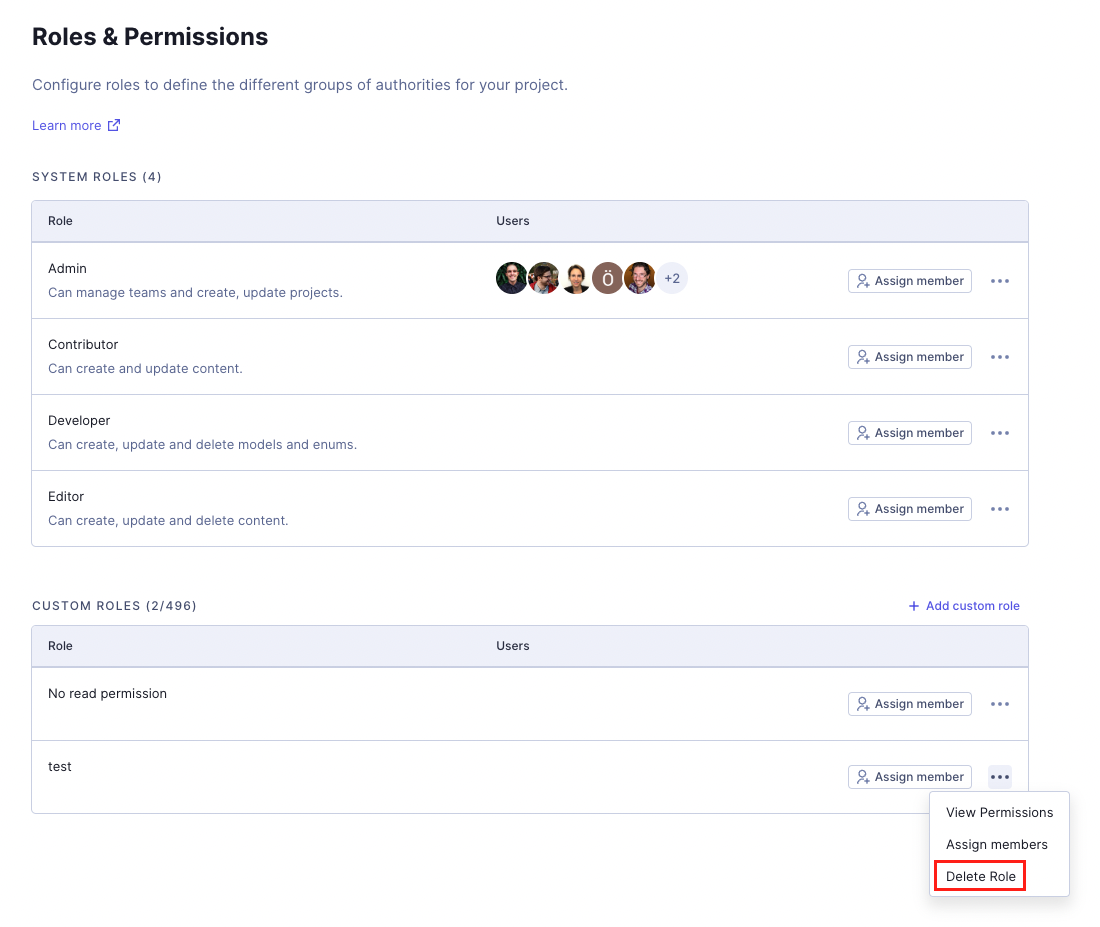 Roles & Permissions
Configure roles to define the different groups of authorities for your project.
Learn more
SYSTEM ROLES (4)
Role Users
Admin
Can manage teams and create, update projects.
Ö +2 Assign member
Contributor
Can create and update content.
Assign member
Developer
Can create, update and delete models and enums.
Assign member
Editor
Can create, update and delete content.
Assign member
CUSTOM ROLES (2/496) + Add custom role
Role Users
No read permission
Assign member
test
Assign member
View Permissions
Assign members
Delete Role